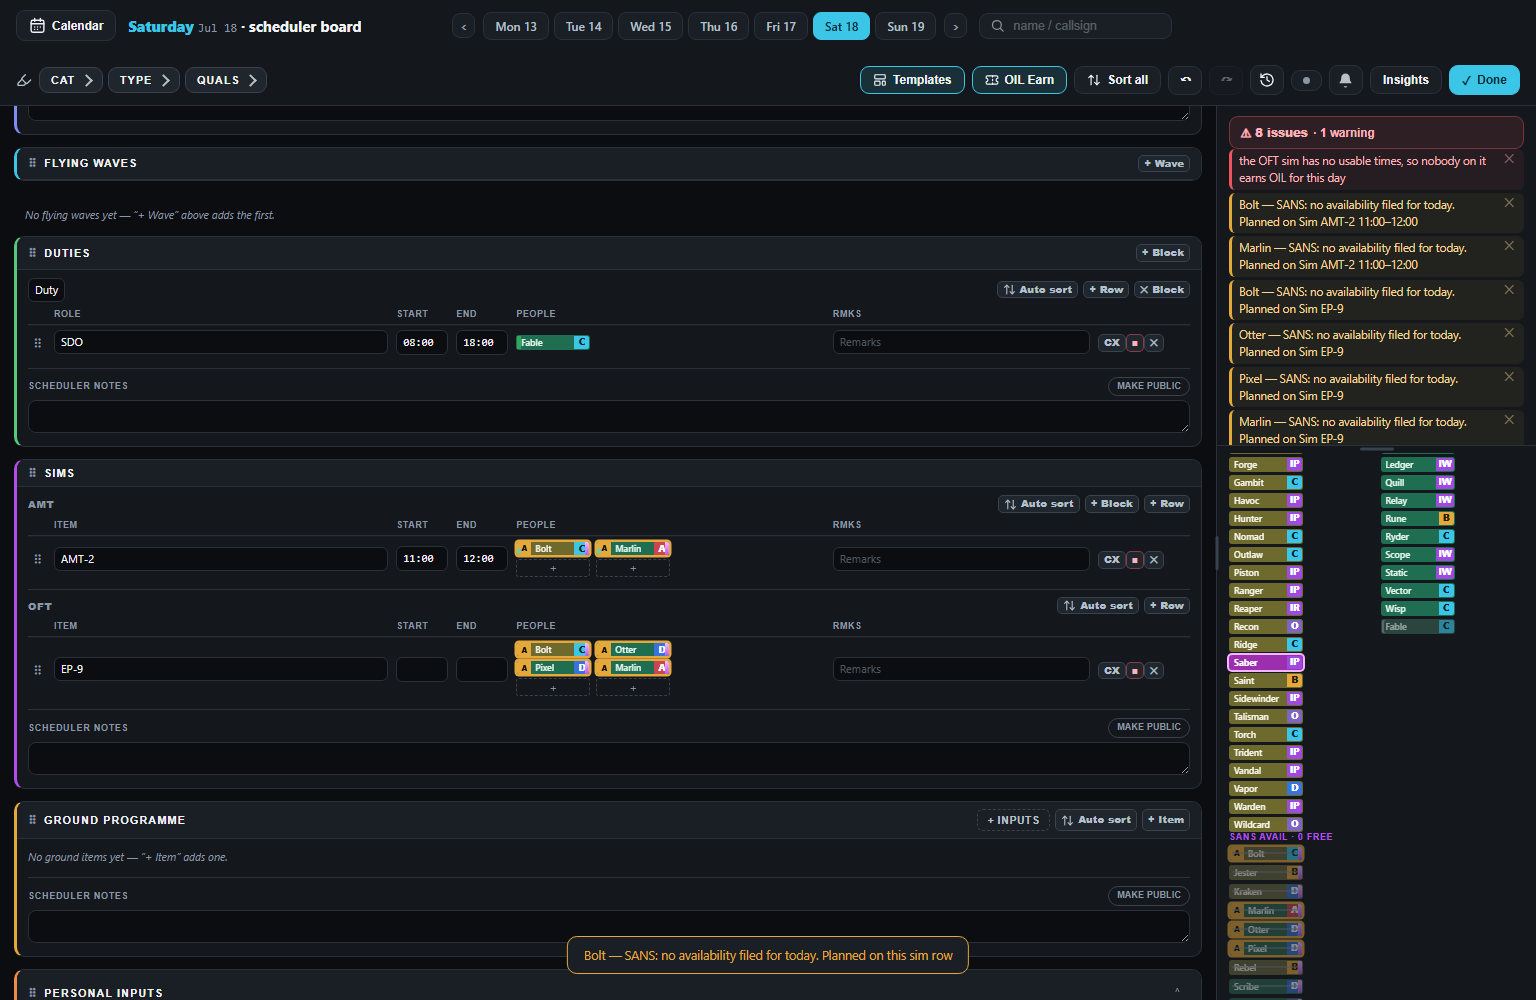 Calendar
Saturday Jul 18 · scheduler board
‹ Mon 13 Tue 14 Wed 15 Thu 16 Fri 17 Sat 18 Sun 19 ›
name / callsign
CAT TYPE QUALS
Templates OIL Earn Sort all Insights ✓ Done
FLYING WAVES
+ Wave
No flying waves yet — "+ Wave" above adds the first.
DUTIES
+ Block
Duty
Auto sort + Row × Block
ROLE START END PEOPLE RMKS
SDO 08:00 18:00 Fable C Remarks CX ×
SCHEDULER NOTES MAKE PUBLIC
SIMS
AMT Auto sort + Block + Row
ITEM START END PEOPLE RMKS
AMT-2 11:00 12:00 A Bolt C A Marlin A Remarks CX ×
+ +
OFT Auto sort + Row
ITEM START END PEOPLE RMKS
A Bolt C A Otter D
EP-9 A Pixel D A Marlin A Remarks CX ×
+ +
SCHEDULER NOTES MAKE PUBLIC
GROUND PROGRAMME
+ INPUTS Auto sort + Item
No ground items yet — "+ Item" adds one.
SCHEDULER NOTES MAKE PUBLIC
Bolt — SANS: no availability filed for today. Planned on this sim row
PERSONAL INPUTS
⚠ 8 issues · 1 warning
the OFT sim has no usable times, so nobody on it
earns OIL for this day
Bolt — SANS: no availability filed for today.
Planned on Sim AMT-2 11:00–12:00
Marlin — SANS: no availability filed for today.
Planned on Sim AMT-2 11:00–12:00
Bolt — SANS: no availability filed for today.
Planned on Sim EP-9
Otter — SANS: no availability filed for today.
Planned on Sim EP-9
Pixel — SANS: no availability filed for today.
Planned on Sim EP-9
Marlin — SANS: no availability filed for today.
Planned on Sim EP-9
Forge IP
Gambit C
Havoc IP
Hunter IP
Nomad C
Outlaw C
Piston IP
Ranger IP
Reaper IR
Recon O
Ridge C
Saber IP
Saint B
Sidewinder IP
Talisman O
Torch C
Trident IP
Vandal IP
Vapor D
Warden IP
Wildcard O
Ledger IW
Quill IW
Relay IW
Rune B
Ryder C
Scope IW
Static IW
Vector C
Wisp C
Fable C
SANS AVAIL · 0 FREE
A Bolt C
Jester B
Kraken D
A Marlin A
A Otter D
A Pixel D
Rebel B
Scribe D